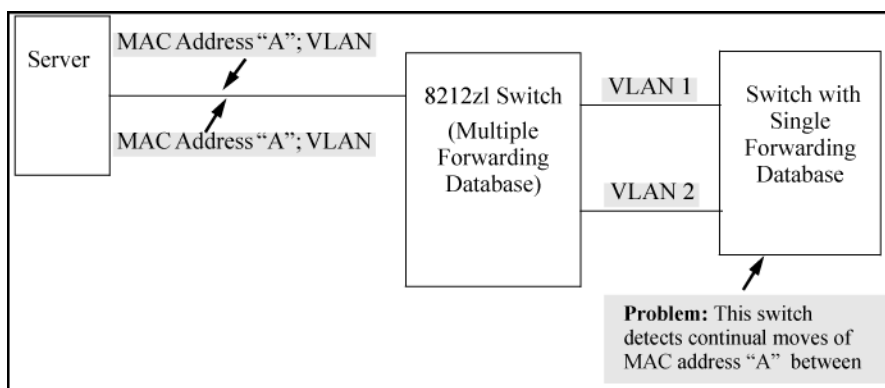 Server
MAC Address “A”; VLAN
MAC Address “A”; VLAN
8212zl Switch
(Multiple
Forwarding
Database)
VLAN 1
VLAN 2
Switch with
Single
Forwarding
Database
Problem: This switch
detects continual moves of
MAC address “A” between